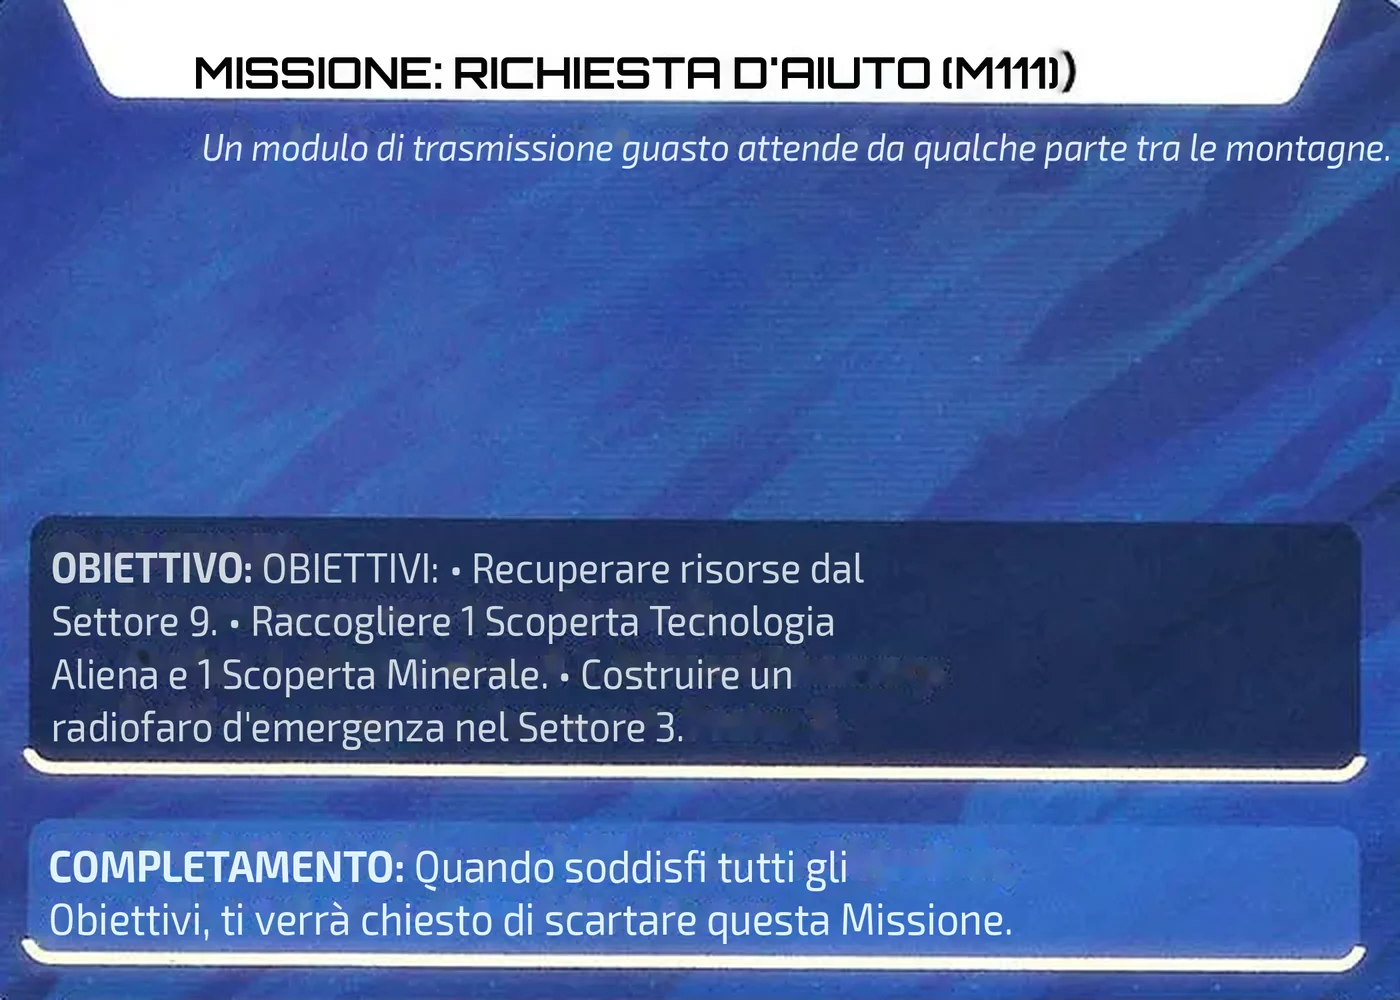 MISSIONE: RICHIESTA D'AIUTO (M111))
Un modulo di trasmissione guasto attende da qualche parte tra le montagne.
OBIETTIVO: OBIETTIVI: • Recuperare risorse dal
Settore 9. • Raccogliere 1 Scoperta Tecnologia
Aliena e 1 Scoperta Minerale. • Costruire un
radiofaro d'emergenza nel Settore 3.
COMPLETAMENTO: Quando soddisfi tutti gli
Obiettivi, ti verrà chiesto di scartare questa Missione.